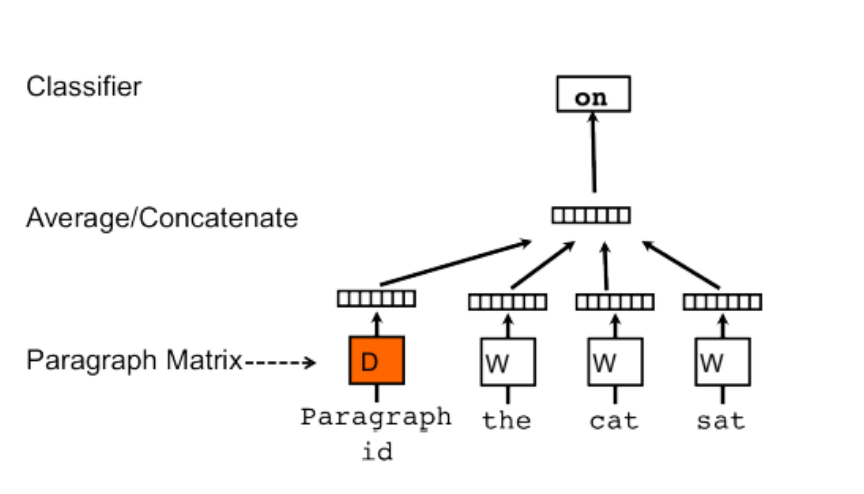 Classifier
on
Average/Concatenate
Paragraph Matrix----->
D
W
W
W
Paragraph
id
the
cat
sat